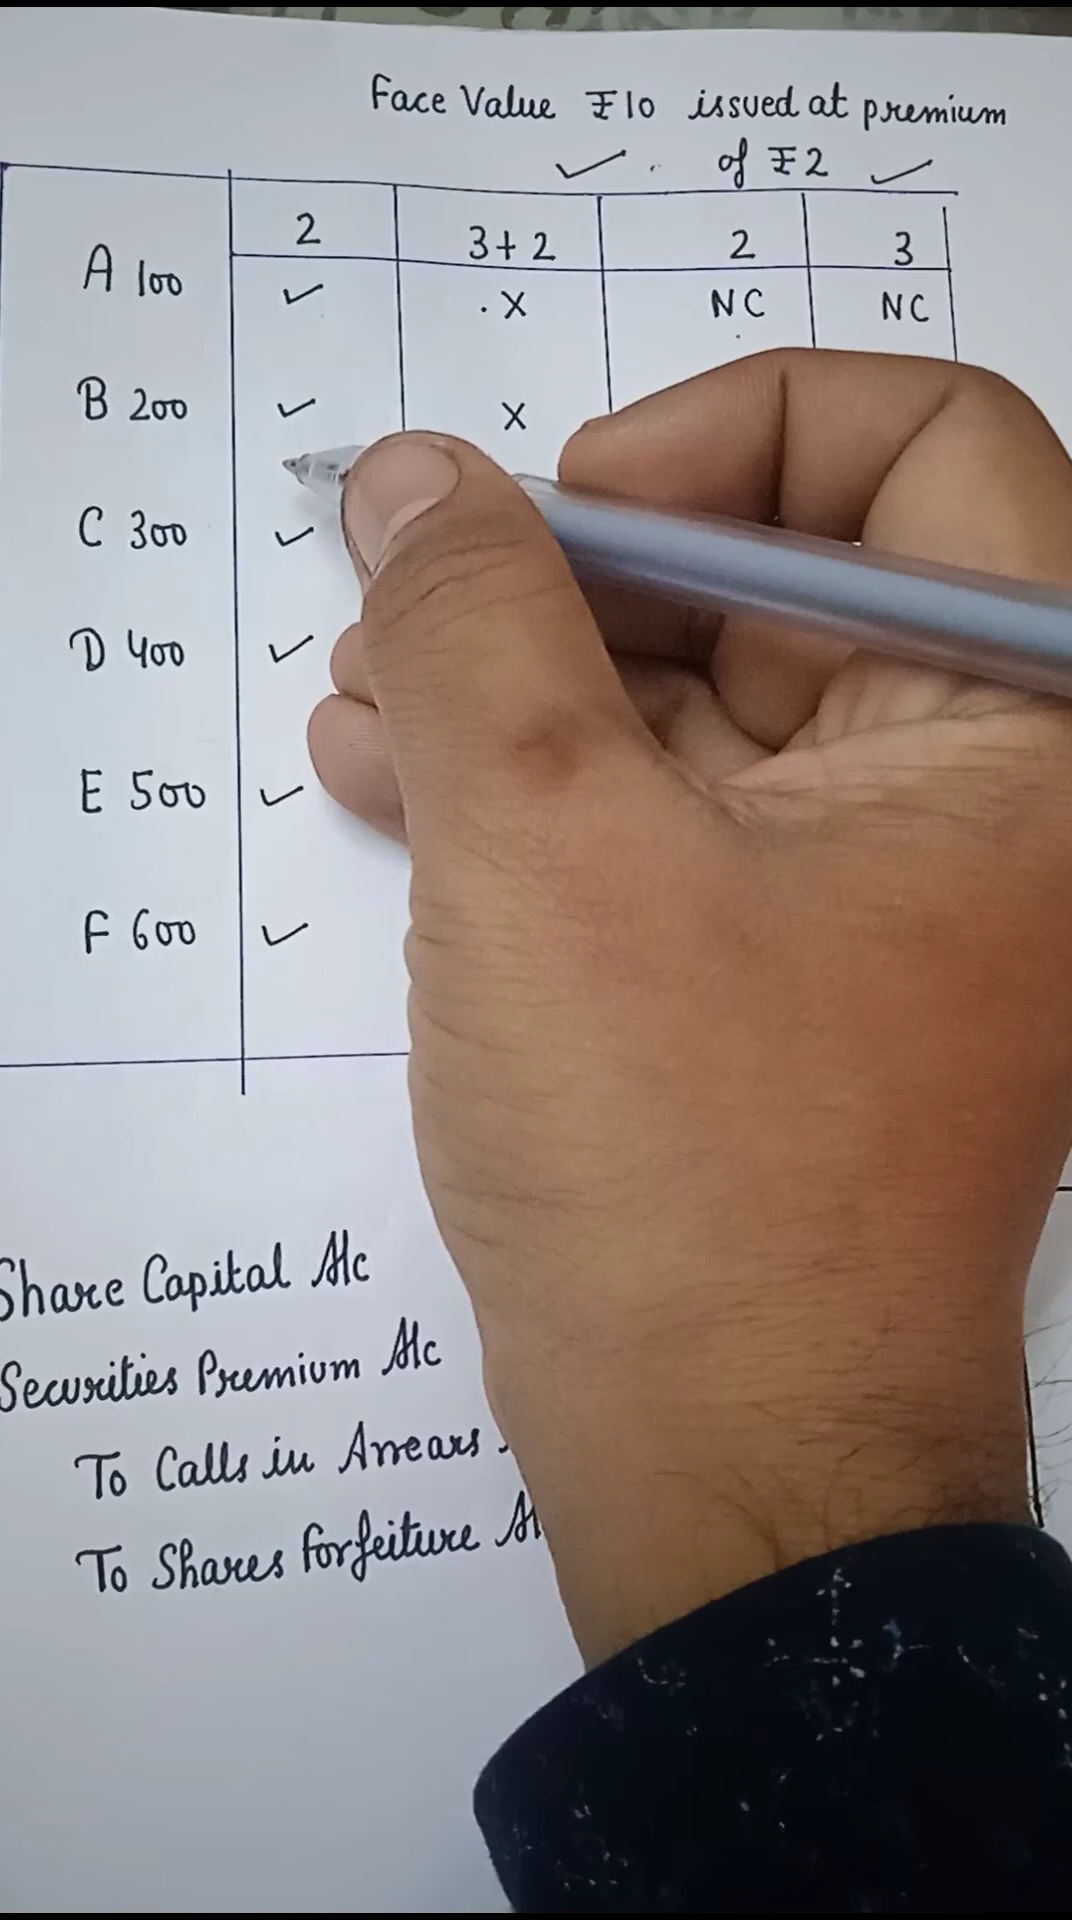 Face Value ₹10 issued at premium
of ₹2
2 3+2 2 3
A 100 ✓ X NC NC
B 200 ✓ X
C 300 ✓
D 400 ✓
E 500 ✓
F 600 ✓
Share Capital A/c
Securities Premium A/c
To Calls in Arrears
To Shares Forfeiture